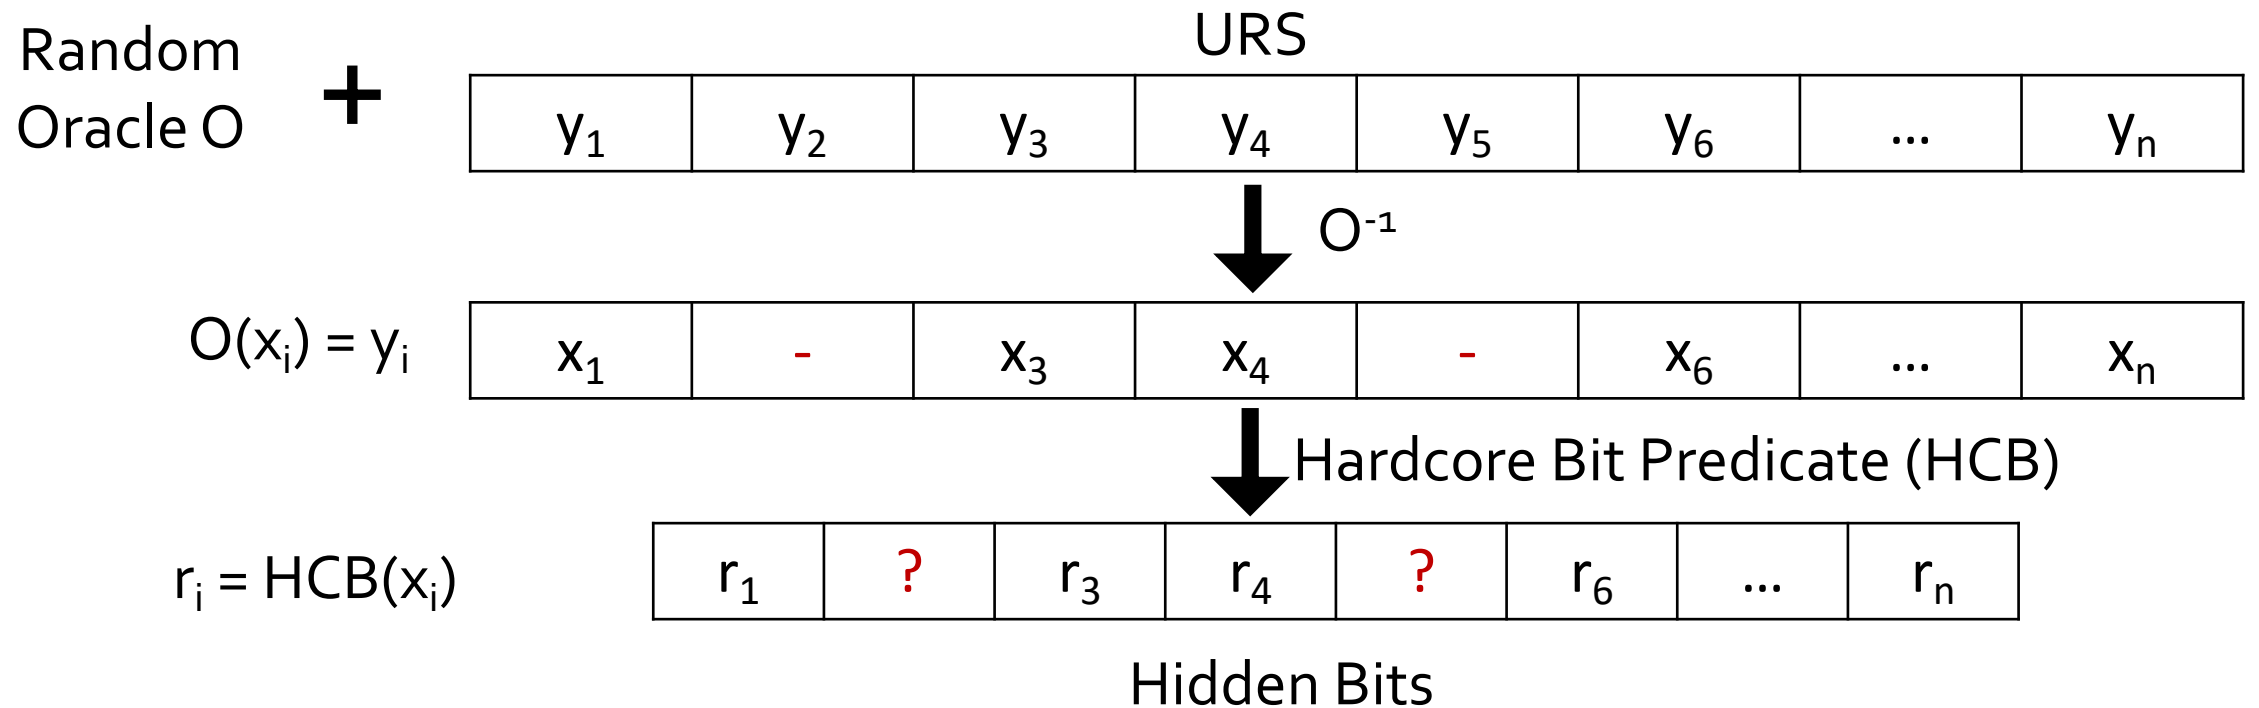 Random
Oracle O
+
URS
y₁ y₂ y₃ y₄ y₅ y₆ ... yₙ
O⁻¹
O(xᵢ) = yᵢ
x₁ - x₃ x₄ - x₆ ... xₙ
Hardcore Bit Predicate (HCB)
rᵢ = HCB(xᵢ)
r₁ ? r₃ r₄ ? r₆ ... rₙ
Hidden Bits